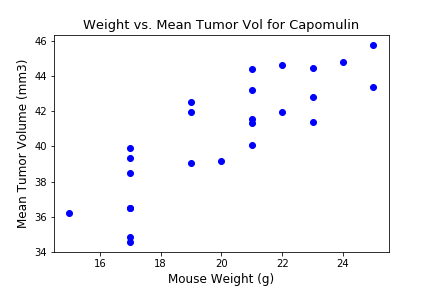 Weight vs. Mean Tumor Vol for Capomulin
46
44
42
40
38
36
34
Mean Tumor Volume (mm3)
16 18 20 22 24
Mouse Weight (g)